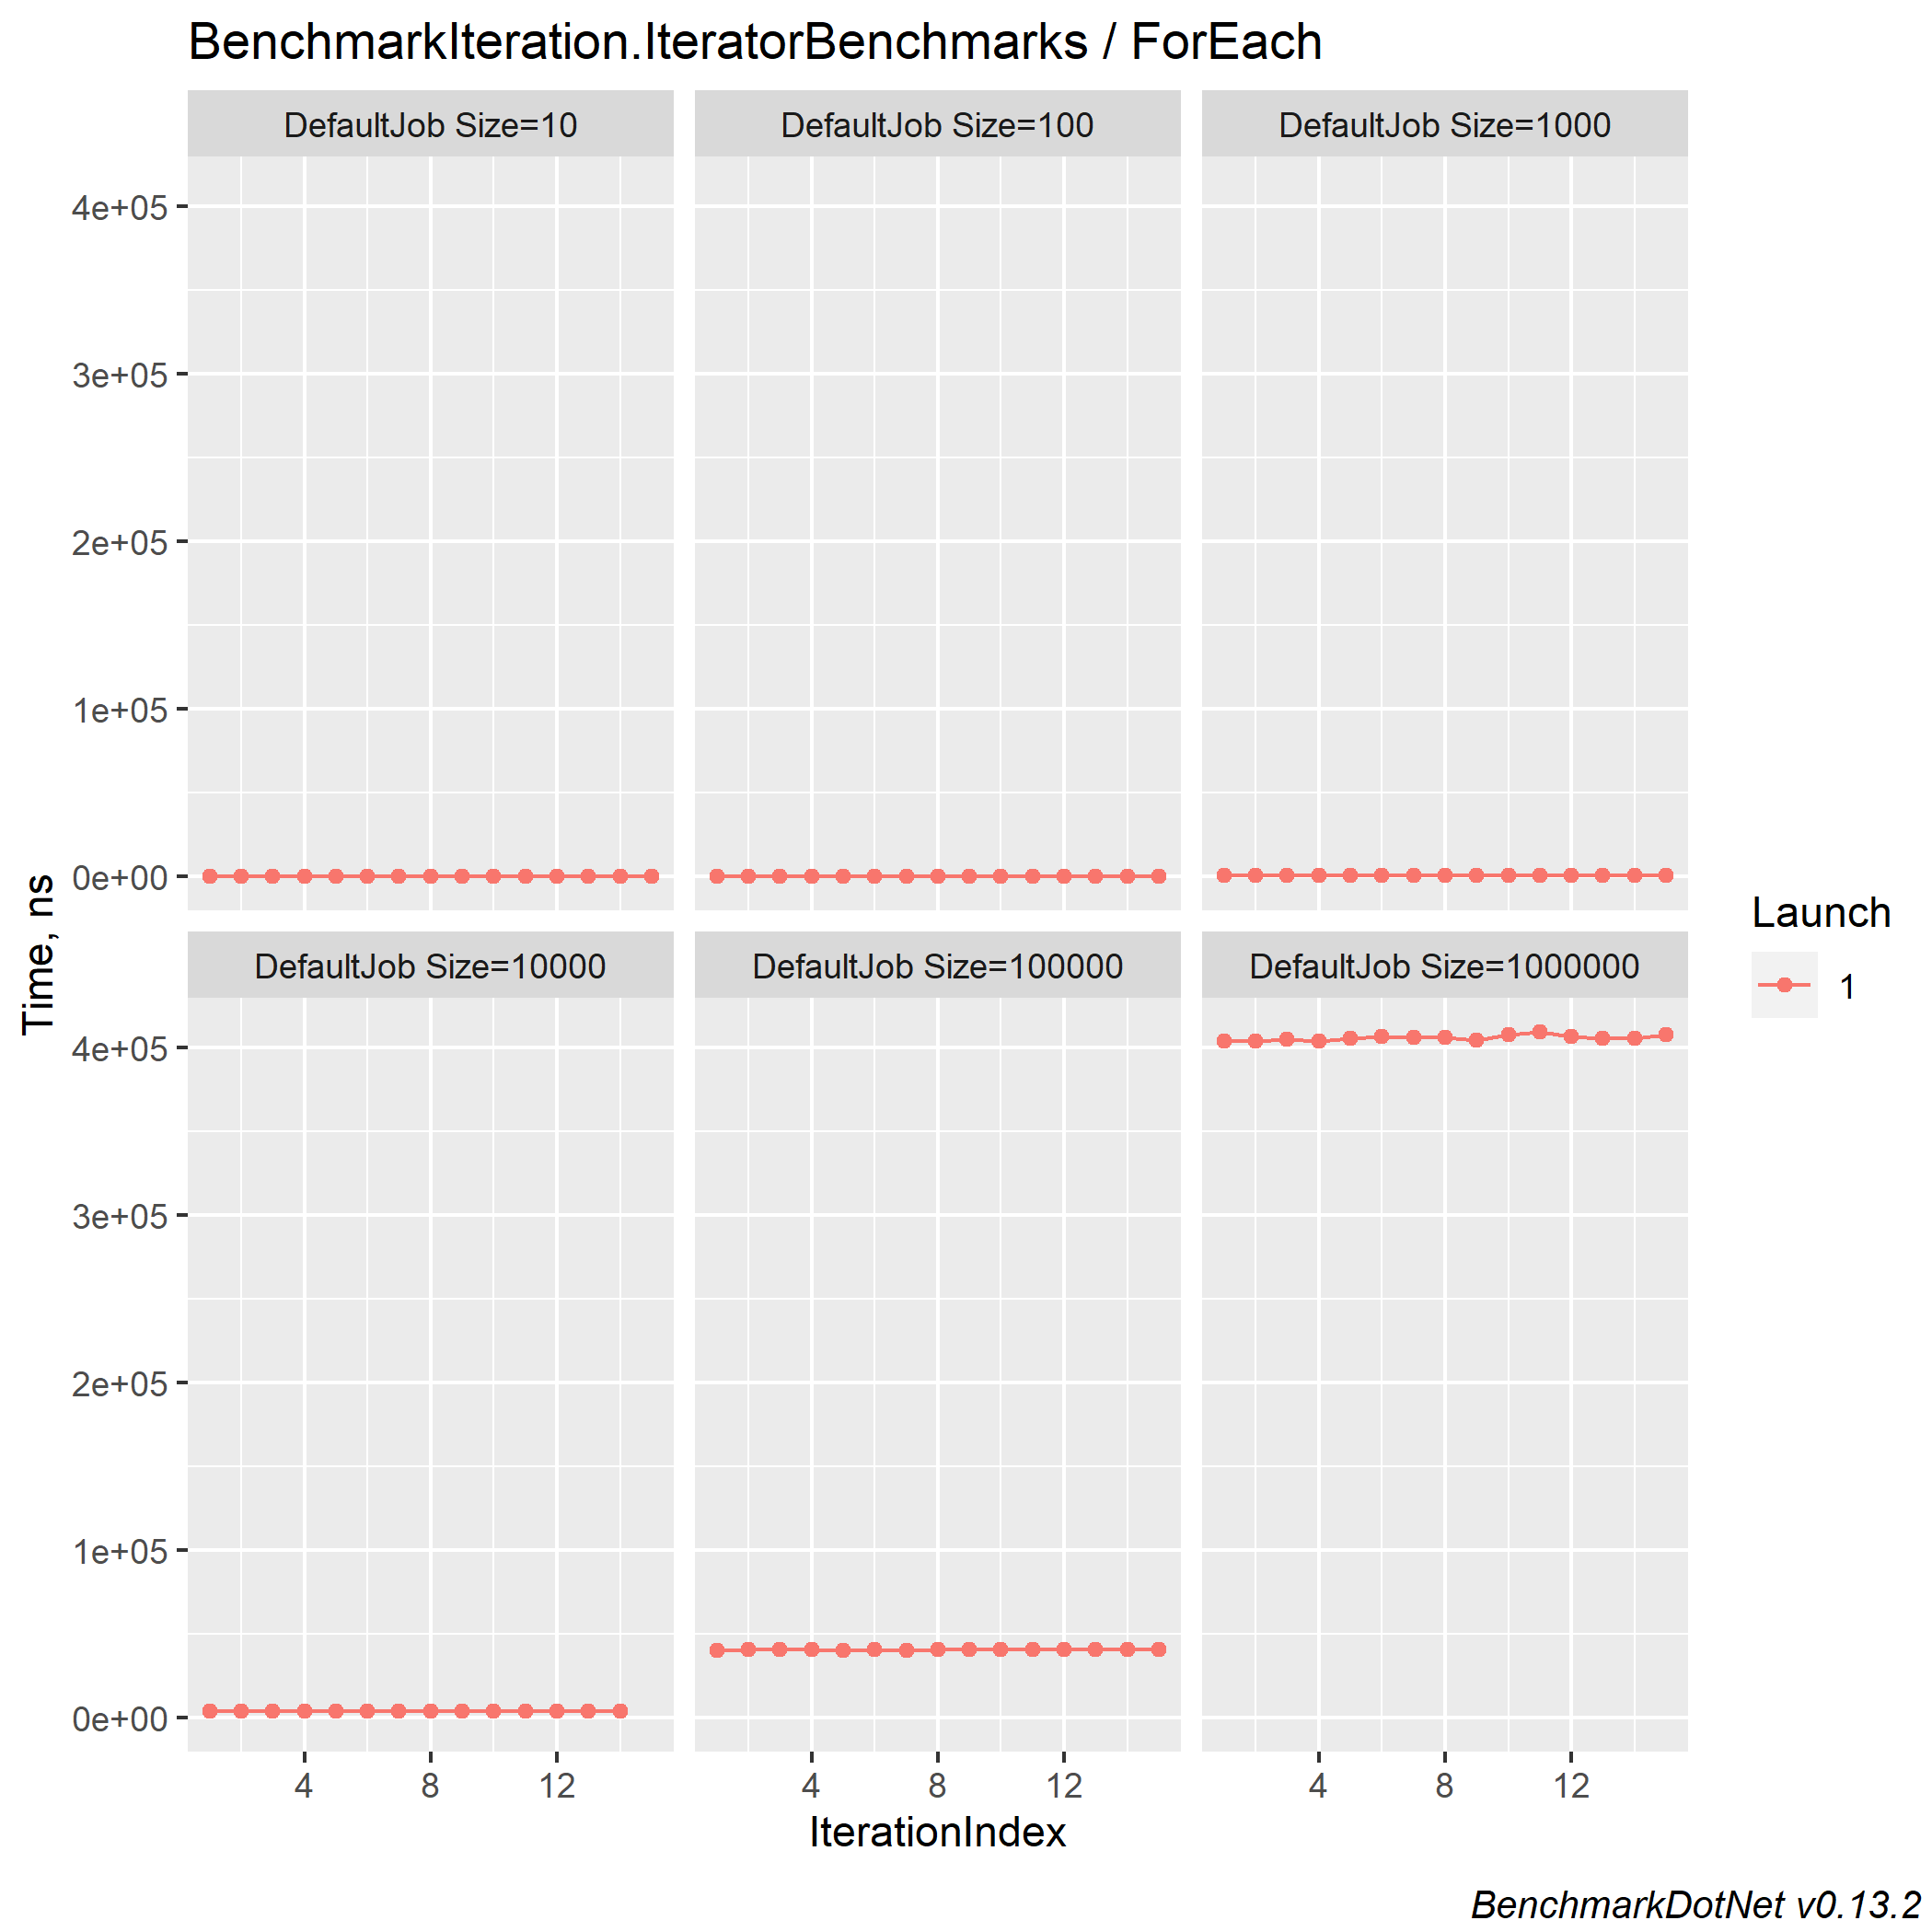 BenchmarkIteration.IteratorBenchmarks / ForEach
DefaultJob Size=10
DefaultJob Size=100
DefaultJob Size=1000
4e+05
3e+05
2e+05
1e+05
0e+00
Time, ns
DefaultJob Size=10000
DefaultJob Size=100000
DefaultJob Size=1000000
4e+05
3e+05
2e+05
1e+05
0e+00
4 8 12
4 8 12
4 8 12
IterationIndex
Launch
1
BenchmarkDotNet v0.13.2